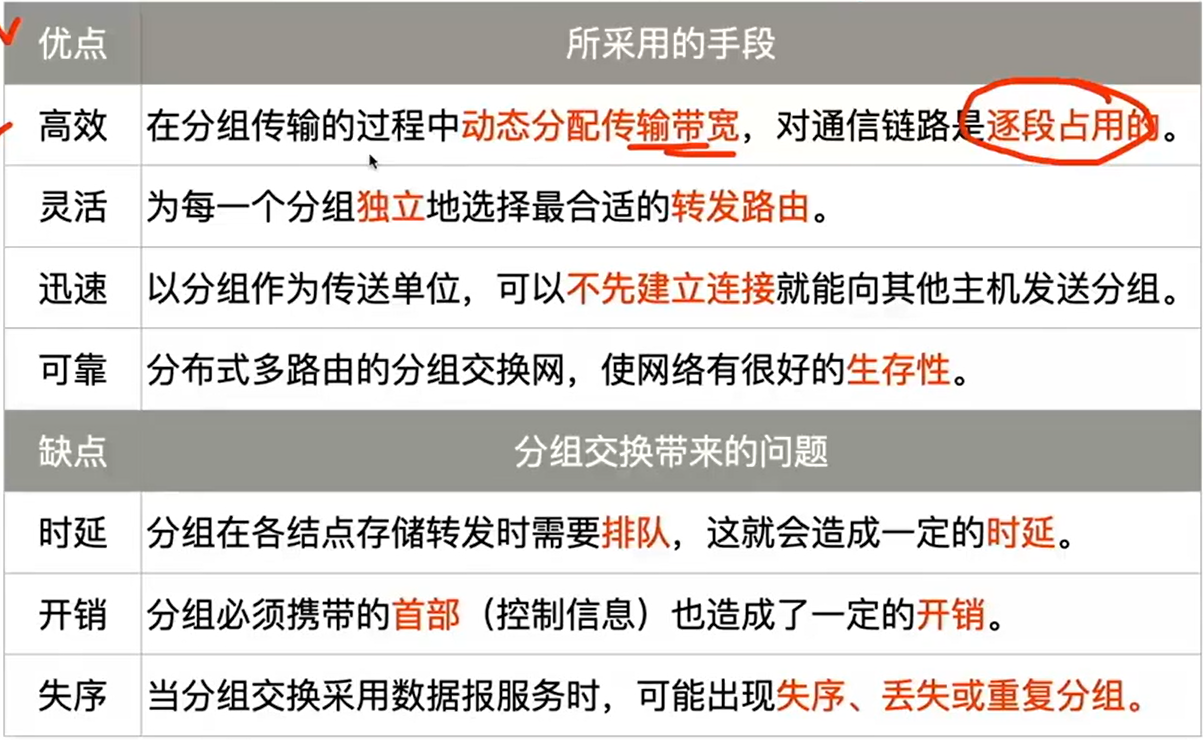 优点 所采用的手段
高效 在分组传输的过程中动态分配传输带宽，对通信链路是逐段占用的。
灵活 为每一个分组独立地选择最合适的转发路由。
迅速 以分组作为传送单位，可以不先建立连接就能向其他主机发送分组。
可靠 分布式多路由的分组交换网，使网络有很好的生存性。
缺点 分组交换带来的问题
时延 分组在各结点存储转发时需要排队，这就会造成一定的时延。
开销 分组必须携带的首部（控制信息）也造成了一定的开销。
失序 当分组交换采用数据报服务时，可能出现失序、丢失或重复分组。